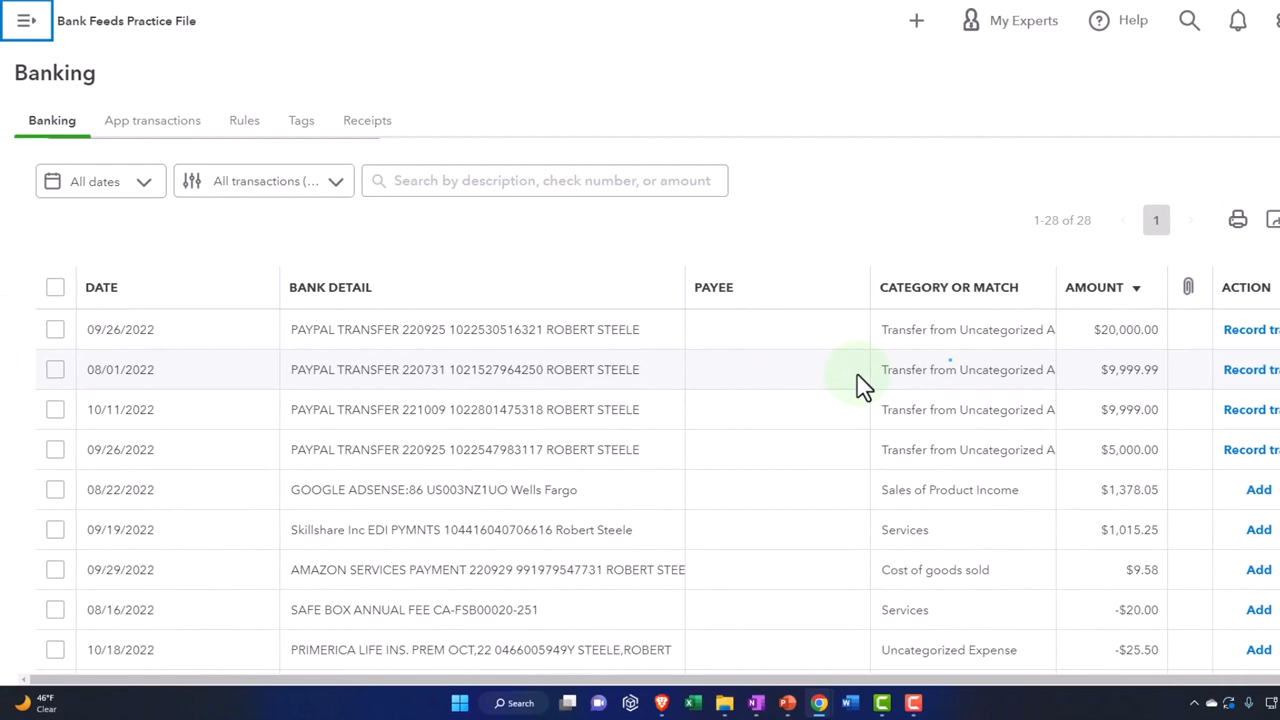 Bank Feeds Practice File + My Experts Help
Banking
Banking App transactions Rules Tags Receipts
All dates All transactions (... Search by description, check number, or amount
1-28 of 28 1
DATE BANK DETAIL PAYEE CATEGORY OR MATCH AMOUNT ACTION
09/26/2022 PAYPAL TRANSFER 220925 1022530516321 ROBERT STEELE Transfer from Uncategorized A $20,000.00 Record tr
08/01/2022 PAYPAL TRANSFER 220731 1021527964250 ROBERT STEELE Transfer from Uncategorized A $9,999.99 Record tr
10/11/2022 PAYPAL TRANSFER 221009 1022801475318 ROBERT STEELE Transfer from Uncategorized A $9,999.00 Record tr
09/26/2022 PAYPAL TRANSFER 220925 1022547983117 ROBERT STEELE Transfer from Uncategorized A $5,000.00 Record tr
08/22/2022 GOOGLE ADSENSE:86 US003NZ1UO Wells Fargo Sales of Product Income $1,378.05 Add
09/19/2022 Skillshare Inc EDI PYMNTS 104416040706616 Robert Steele Services $1,015.25 Add
09/29/2022 AMAZON SERVICES PAYMENT 220929 991979547731 ROBERT STEE Cost of goods sold $9.58 Add
08/16/2022 SAFE BOX ANNUAL FEE CA-FSB00020-251 Services -$20.00 Add
10/18/2022 PRIMERICA LIFE INS. PREM OCT,22 0466005949Y STEELE,ROBERT Uncategorized Expense -$25.50 Add
46°F
Clear
Search